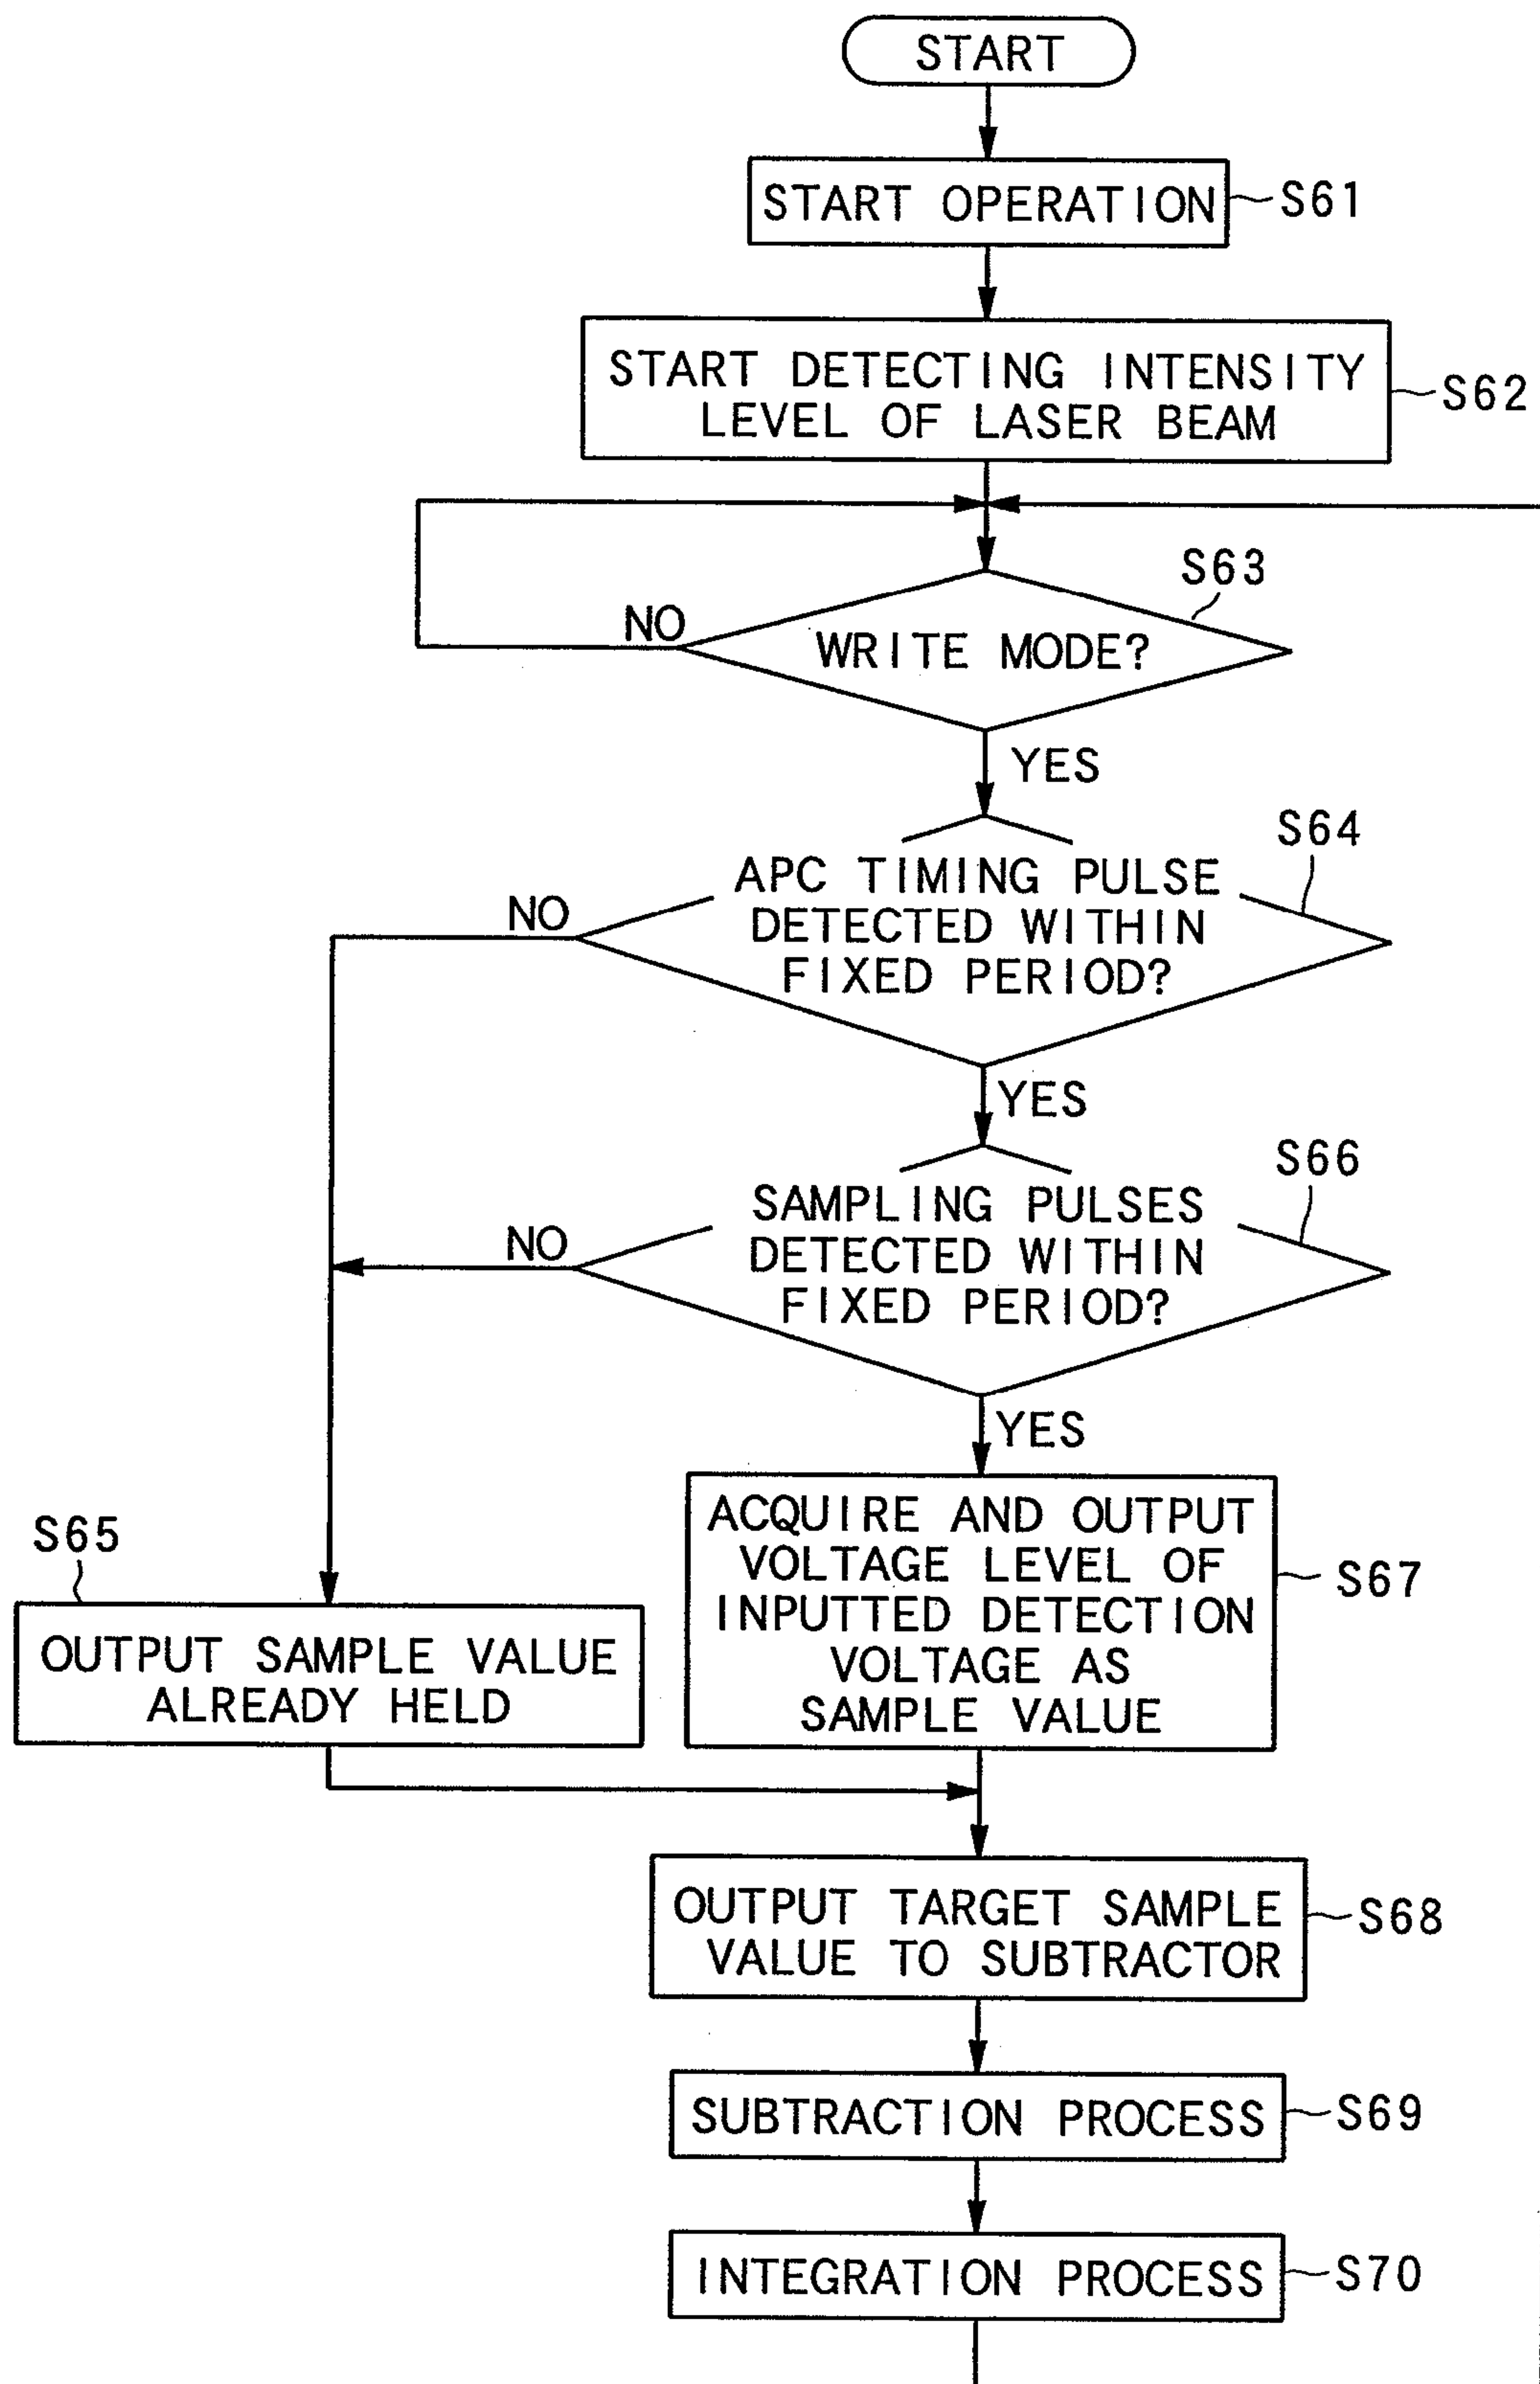 START
START OPERATION
S61
START DETECTING INTENSITY
LEVEL OF LASER BEAM
S62
S63
NO
WRITE MODE?
YES
S64
APC TIMING PULSE
DETECTED WITHIN
FIXED PERIOD?
NO
YES
S66
SAMPLING PULSES
DETECTED WITHIN
FIXED PERIOD?
NO
YES
S65
OUTPUT SAMPLE VALUE
ALREADY HELD
ACQUIRE AND OUTPUT
VOLTAGE LEVEL OF
INPUTTED DETECTION
VOLTAGE AS
SAMPLE VALUE
S67
OUTPUT TARGET SAMPLE
VALUE TO SUBTRACTOR
S68
SUBTRACTION PROCESS
S69
INTEGRATION PROCESS
S70